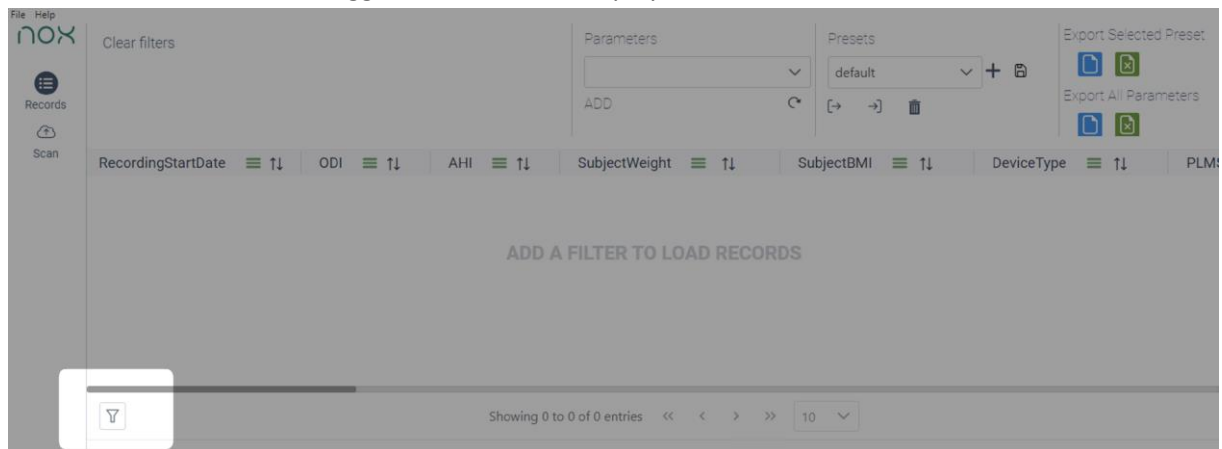 File Help
nox
Clear filters
Parameters
Presets
Export Selected Preset
default
Records
ADD
Export All Parameters
Scan
RecordingStartDate ODI AHI SubjectWeight SubjectBMI DeviceType PLMS
ADD A FILTER TO LOAD RECORDS
Showing 0 to 0 of 0 entries << < > >> 10